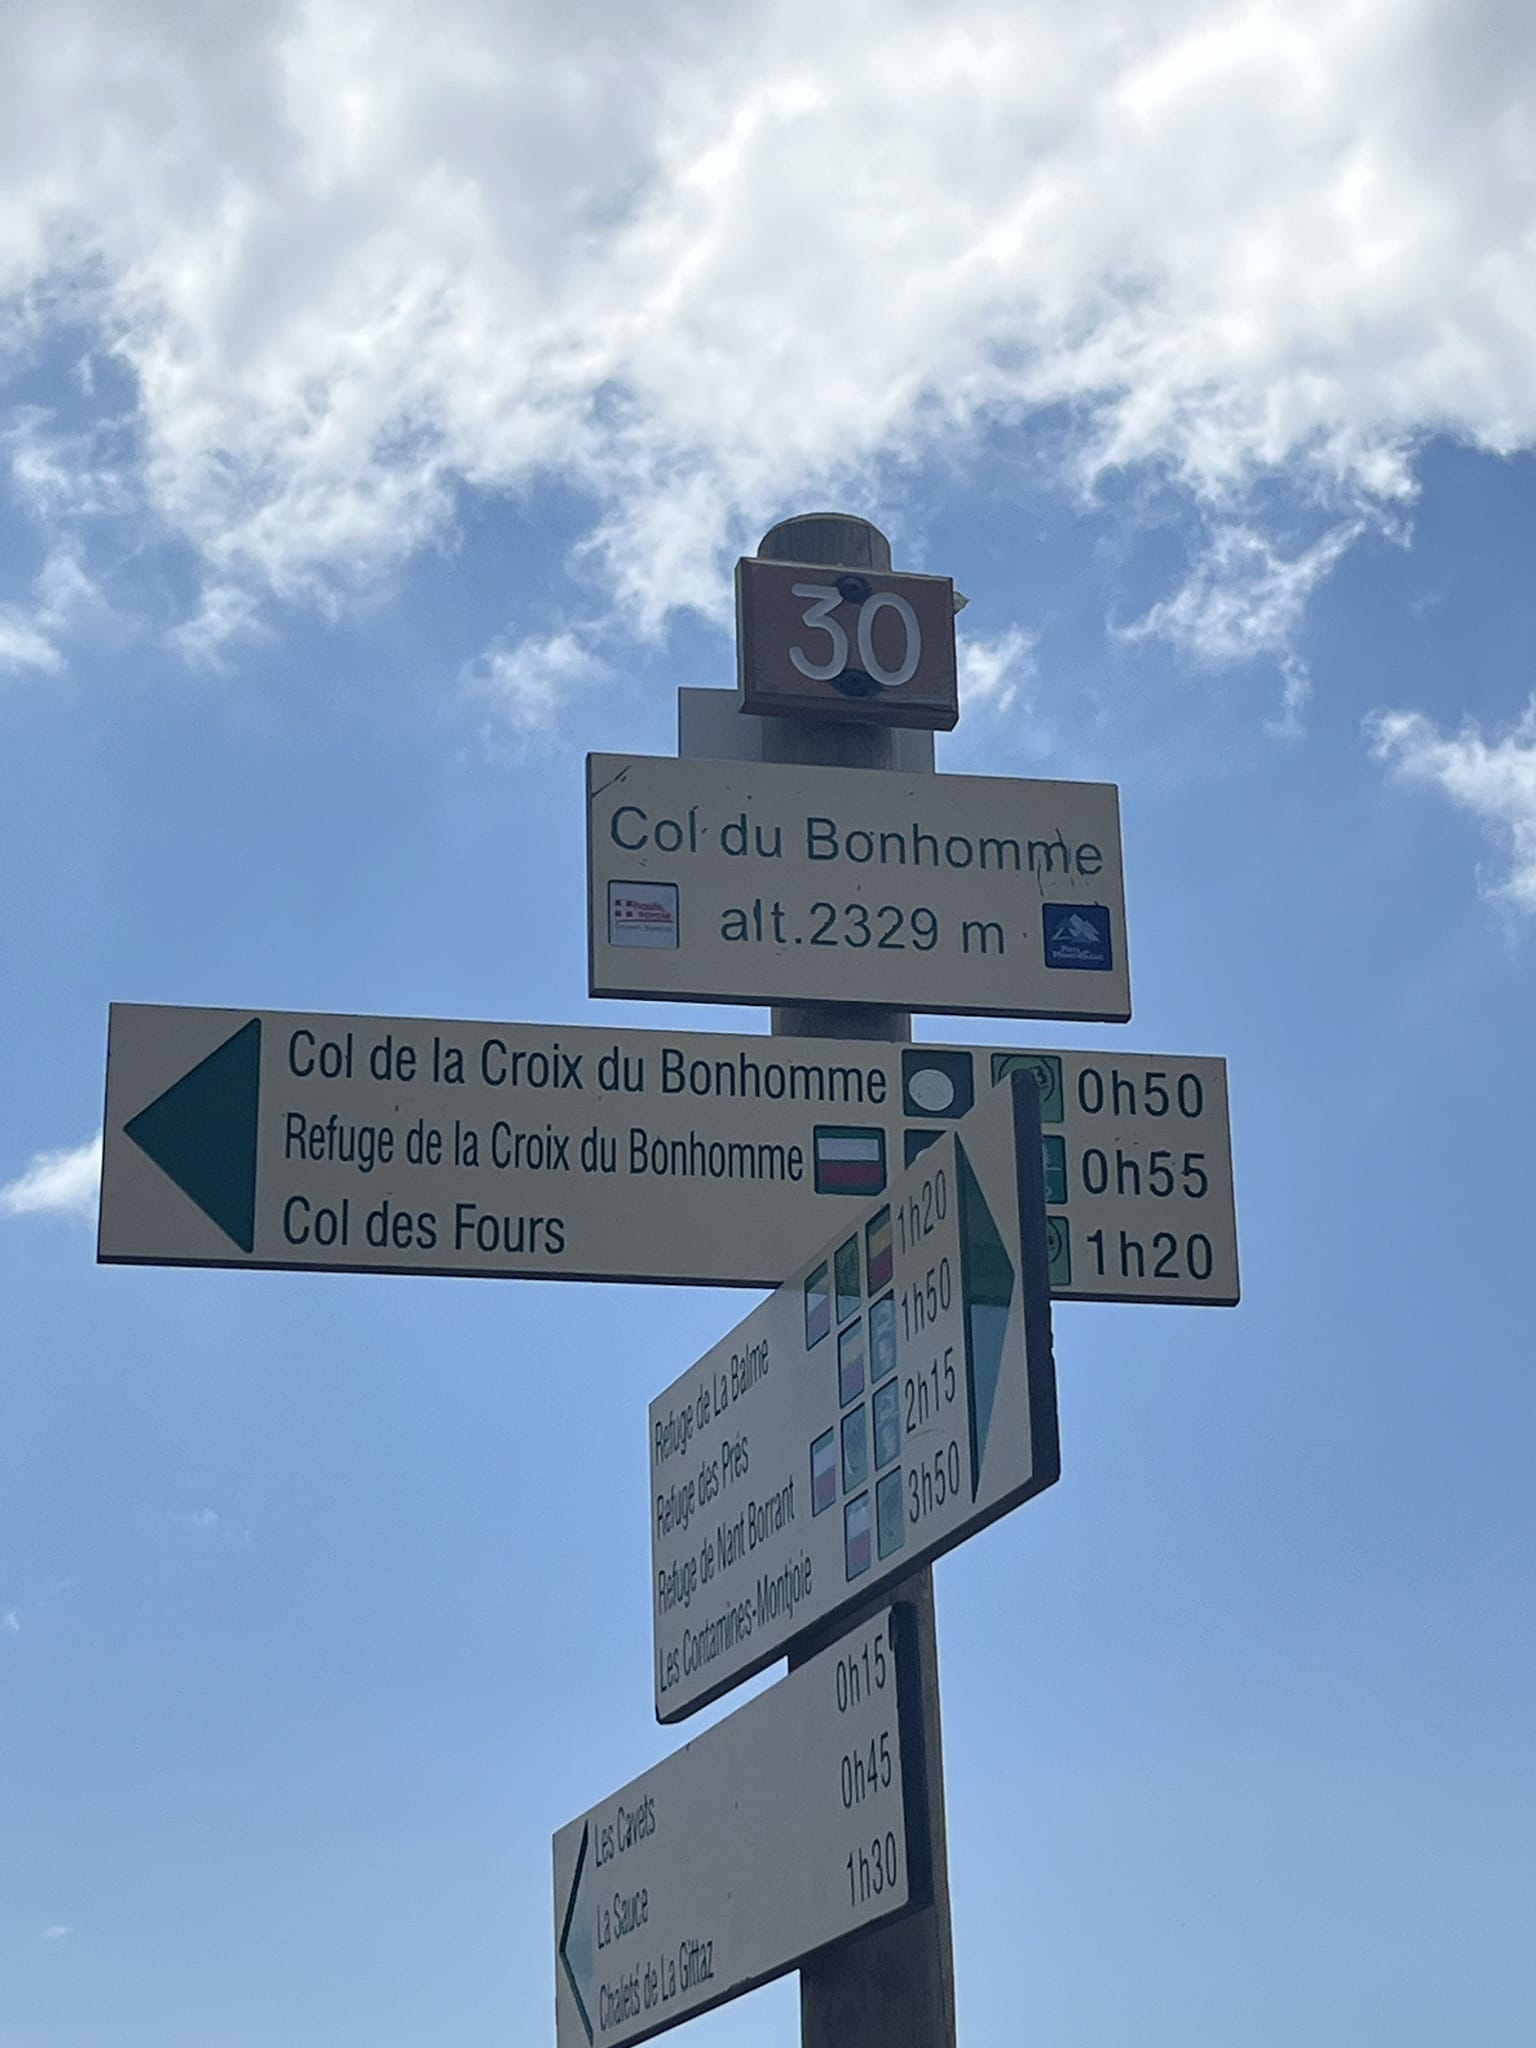 30
Col du Bonhomme
alt.2329 m
Col de la Croix du Bonhomme 0h50
Refuge de la Croix du Bonhomme 0h55
Col des Fours 1h20
Refuge de La Balme 1h20
Refuge des Prés 1h50
Refuge de Nant Borrant 2h15
Les Contamines-Montjoie 3h50
Les Cavets 0h15
La Sauce 0h45
Chalets de La Gittaz 1h30